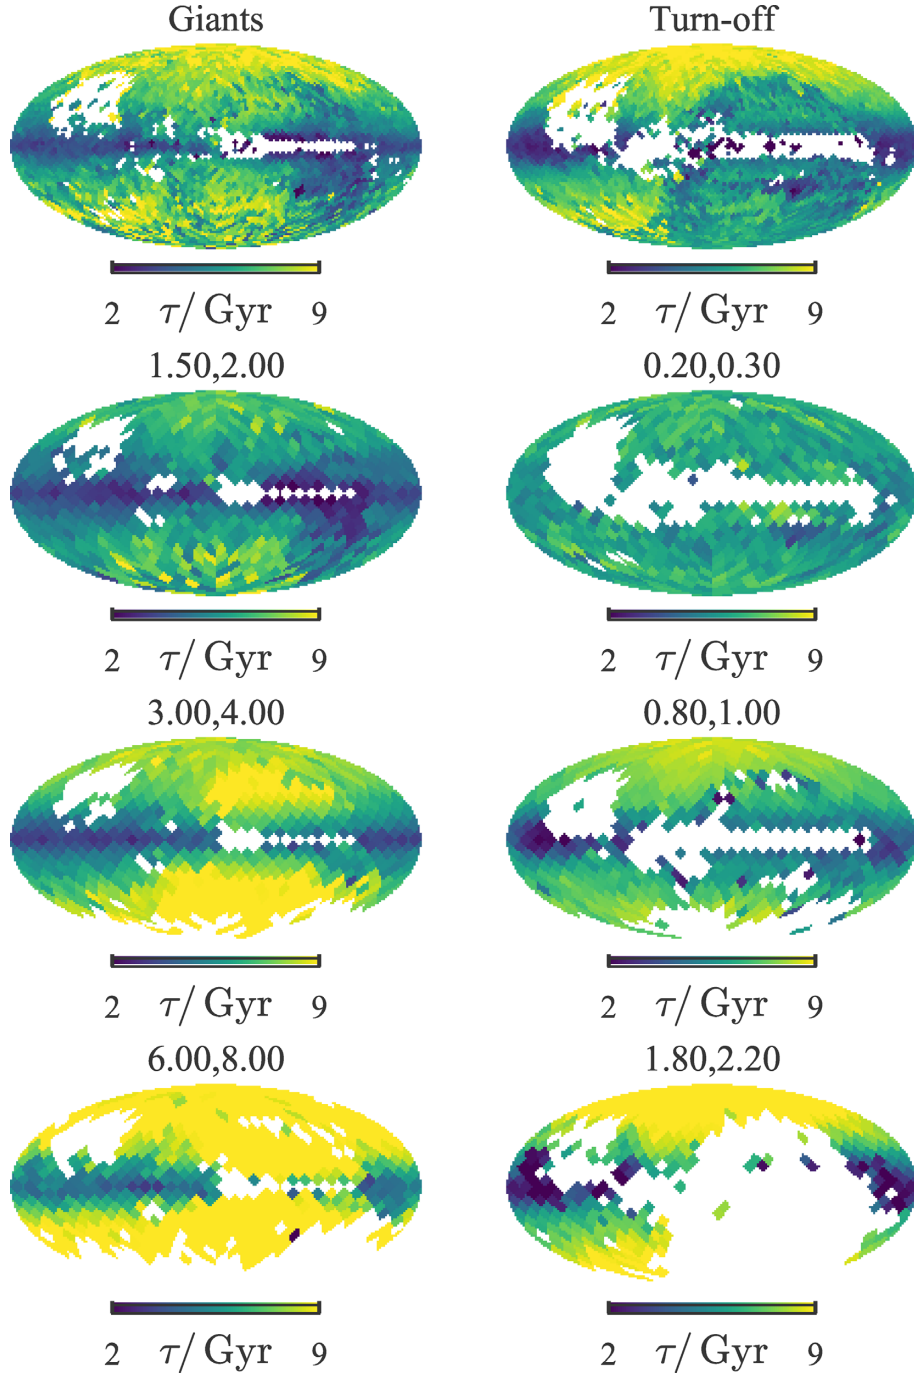 Giants Turn-off
2 τ/ Gyr 9 2 τ/ Gyr 9
1.50,2.00 0.20,0.30
2 τ/ Gyr 9 2 τ/ Gyr 9
3.00,4.00 0.80,1.00
2 τ/ Gyr 9 2 τ/ Gyr 9
6.00,8.00 1.80,2.20
2 τ/ Gyr 9 2 τ/ Gyr 9